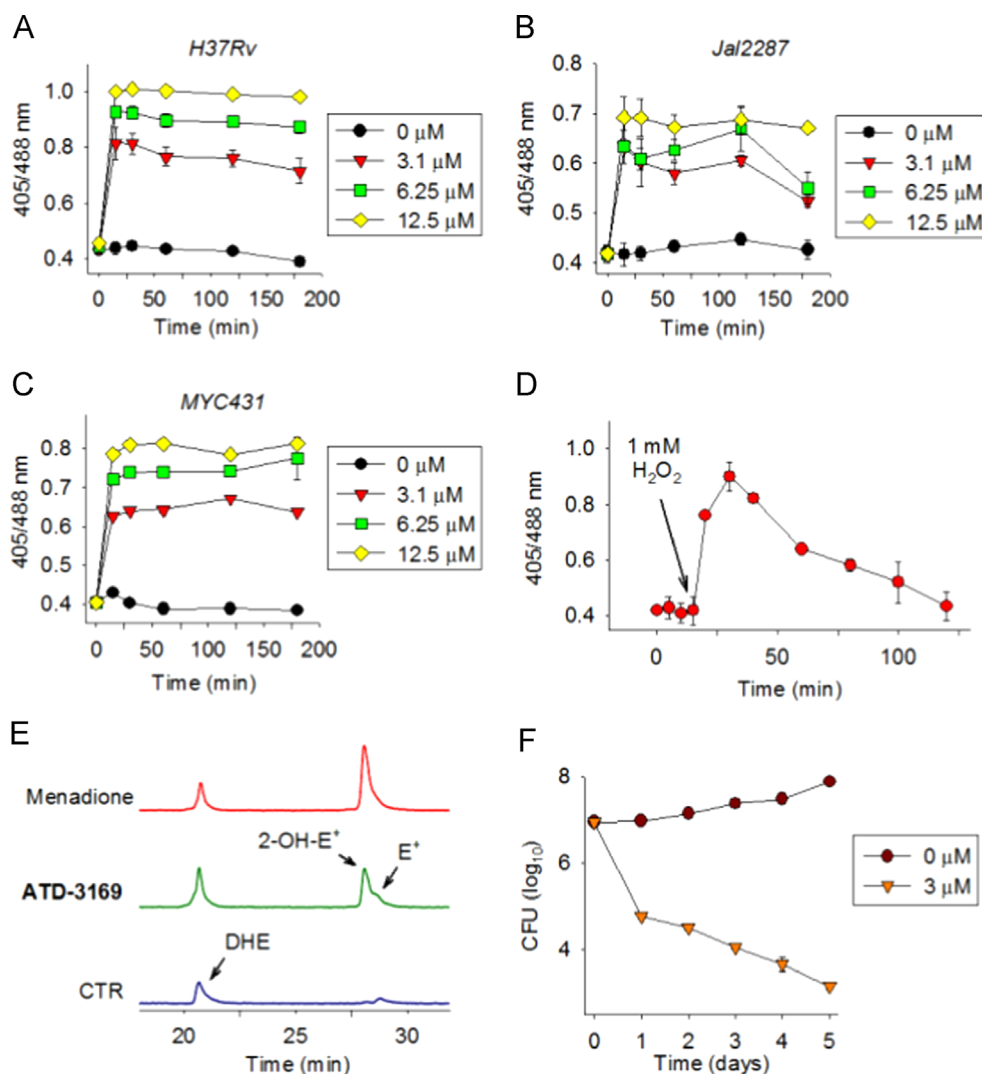 A
H37Rv
405/488 nm
1.0
0.8
0.6
0.4
0 50 100 150 200
Time (min)
0 μM
3.1 μM
6.25 μM
12.5 μM
B
Jal2287
405/488 nm
0.8
0.7
0.6
0.5
0.4
0 50 100 150 200
Time (min)
0 μM
3.1 μM
6.25 μM
12.5 μM
C
MYC431
405/488 nm
0.8
0.7
0.6
0.5
0.4
0 50 100 150 200
Time (min)
0 μM
3.1 μM
6.25 μM
12.5 μM
D
405/488 nm
1.0
0.8
0.6
0.4
1 mM
H₂O₂
0 50 100
Time (min)
E
Menadione
2-OH-E⁺
E⁺
ATD-3169
DHE
CTR
20 25 30
Time (min)
F
CFU (log₁₀)
8
6
4
0 1 2 3 4 5
Time (days)
0 μM
3 μM